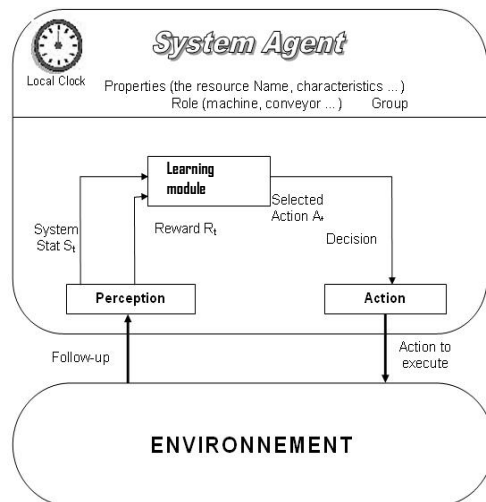 System Agent
Local Clock
Properties (the resource Name, characteristics ... )
Role (machine, conveyor ... ) Group
Learning
module
System
Stat St
Reward Rt
Selected
Action At
Decision
Perception
Action
Follow-up
Action to
execute
ENVIRONNEMENT